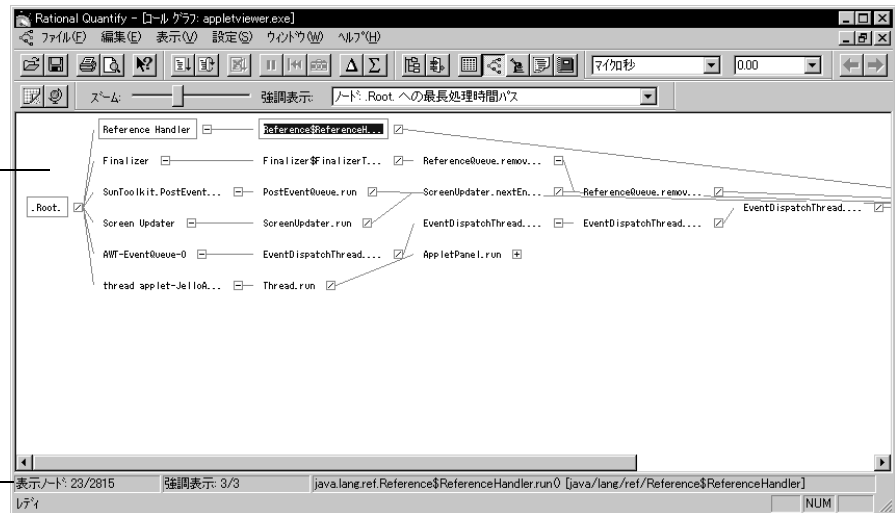 Rational Quantify - [コール グラフ: appletviewer.exe]
ファイル(F) 編集(E) 表示(V) 設定(S) ウィンドウ(W) ヘルプ(H)
マイクロ秒 0.00
ズーム: 強調表示: ノード: .Root. への最長処理時間パス
Reference Handler Reference$ReferenceH...
Finalizer Finalizer$FinalizerT... ReferenceQueue.remov...
SunToolkit.PostEvent... PostEventQueue.run ScreenUpdater.nextEn... ReferenceQueue.remov...
.Root. EventDispatchThread....
Screen Updater ScreenUpdater.run EventDispatchThread.... EventDispatchThread....
AWT-EventQueue-0 EventDispatchThread.... AppletPanel.run
thread applet-JelloA... Thread.run
表示ノード: 23/2815 強調表示: 3/3 java.lang.ref.Reference$ReferenceHandler.run() [java/lang/ref/Reference$ReferenceHandler]
レディ NUM